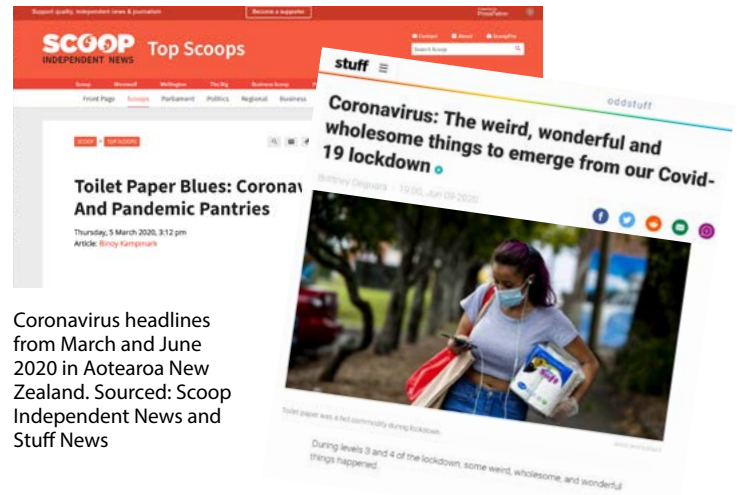 Support quality, independent news & journalism
Become a supporter
PressPatron
SCOOP
INDEPENDENT NEWS
Top Scoops
Contact About ScoopPro
Search Scoop
Scoop Werewolf Wellington The Dig Business Scoop
Front Page Scoops Parliament Politics Regional Business
SCOOP TOP SCOOPS
Toilet Paper Blues: Coronav
And Pandemic Pantries
Thursday, 5 March 2020, 3:12 pm
Article: Binoy Kampmark
stuff
oddstuff
Coronavirus: The weird, wonderful and
wholesome things to emerge from our Covid-
19 lockdown
Brittney Deguara · 19:00, Jun 09 2020
Toilet paper was a hot commodity during lockdown.
During levels 3 and 4 of the lockdown, some weird, wholesome, and wonderful
things happened.
Coronavirus headlines
from March and June
2020 in Aotearoa New
Zealand. Sourced: Scoop
Independent News and
Stuff News